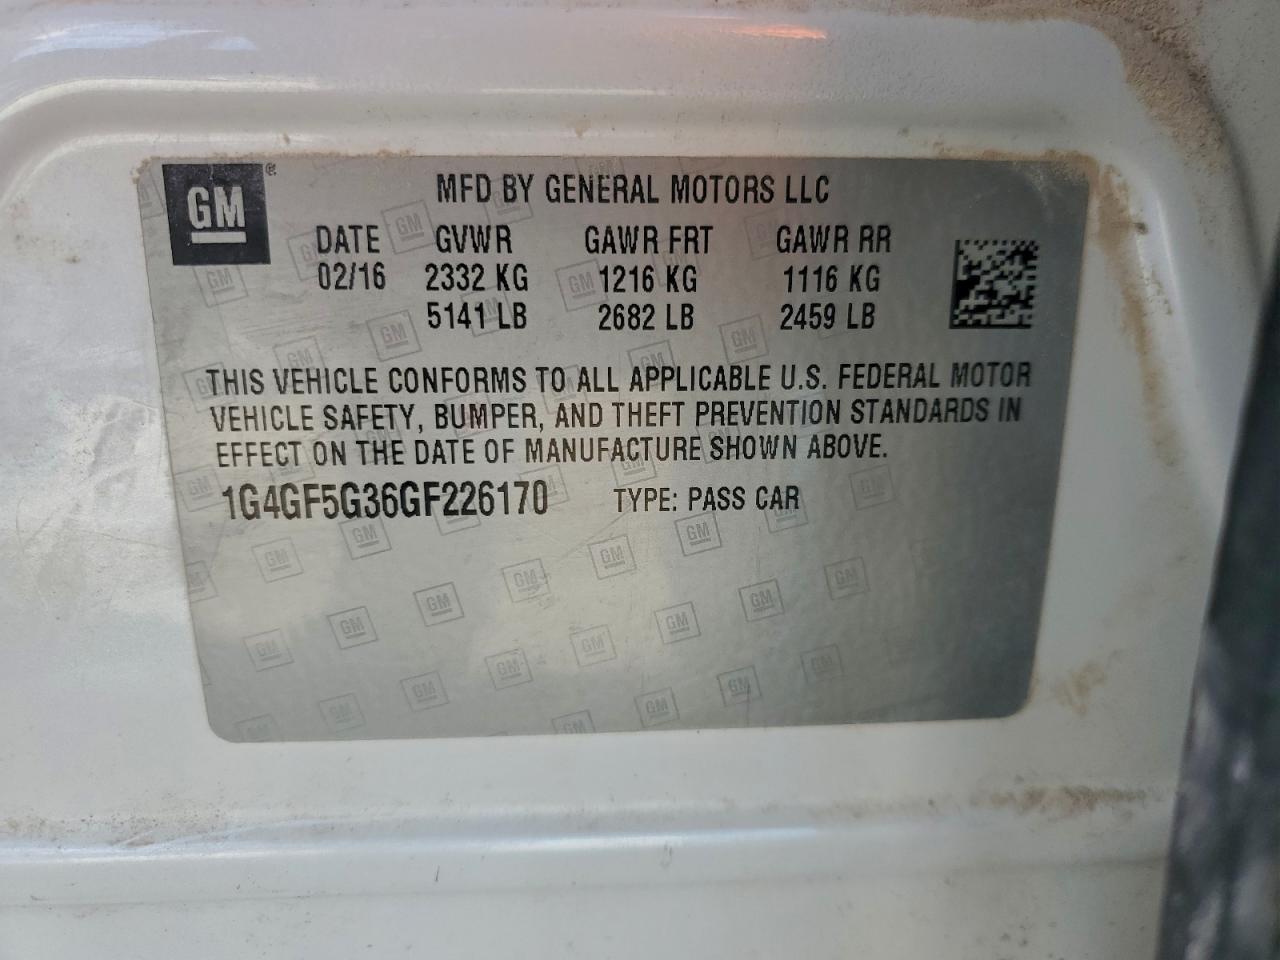 GM
MFD BY GENERAL MOTORS LLC
DATE GVWR GAWR FRT GAWR RR
02/16 2332 KG 1216 KG 1116 KG
5141 LB 2682 LB 2459 LB
THIS VEHICLE CONFORMS TO ALL APPLICABLE U.S. FEDERAL MOTOR
VEHICLE SAFETY, BUMPER, AND THEFT PREVENTION STANDARDS IN
EFFECT ON THE DATE OF MANUFACTURE SHOWN ABOVE.
1G4GF5G36GF226170 TYPE: PASS CAR